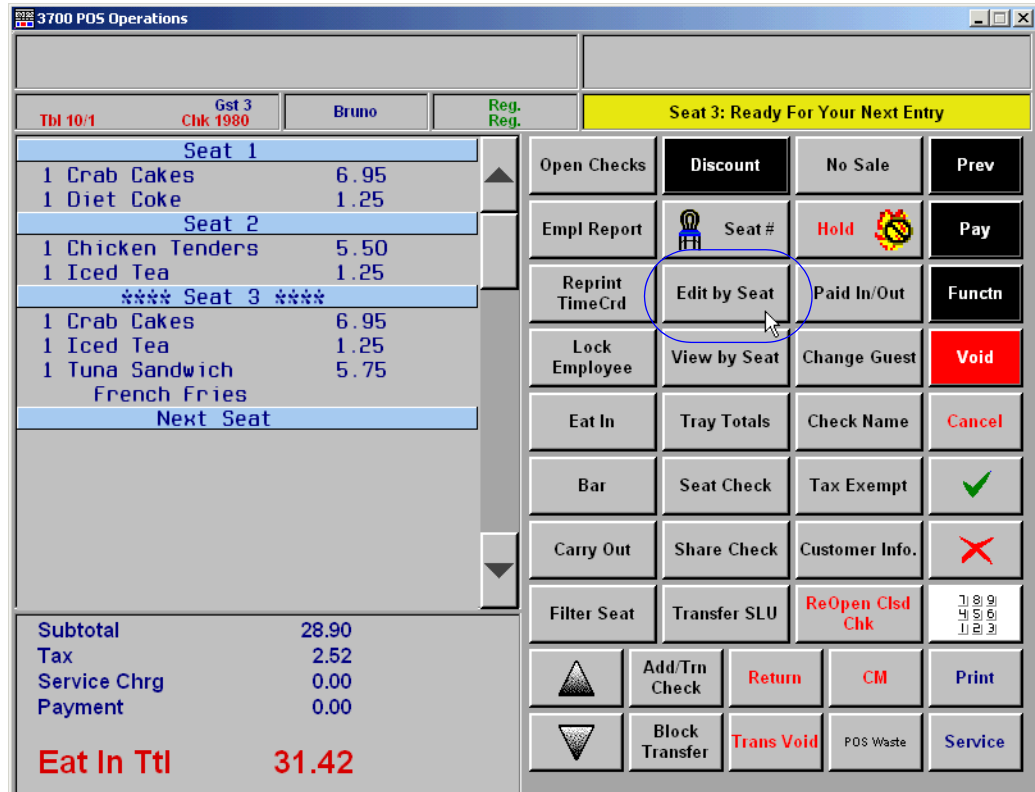 3700 POS Operations
Gst 3
Tbl 10/1 Chk 1980
Bruno
Reg.
Reg.
Seat 3: Ready For Your Next Entry
Seat 1
1 Crab Cakes 6.95
1 Diet Coke 1.25
Seat 2
1 Chicken Tenders 5.50
1 Iced Tea 1.25
**** Seat 3 ****
1 Crab Cakes 6.95
1 Iced Tea 1.25
1 Tuna Sandwich 5.75
French Fries
Next Seat
Subtotal 28.90
Tax 2.52
Service Chrg 0.00
Payment 0.00
Eat In Ttl 31.42
Open Checks
Discount
No Sale
Prev
Empl Report
Seat #
Hold
Pay
Reprint
TimeCrd
Edit by Seat
Paid In/Out
Functn
Lock
Employee
View by Seat
Change Guest
Void
Eat In
Tray Totals
Check Name
Cancel
Bar
Seat Check
Tax Exempt
Carry Out
Share Check
Customer Info.
Filter Seat
Transfer SLU
ReOpen Clsd
Chk
7 8 9
4 5 6
1 2 3
Add/Trn
Check
Return
CM
Print
Block
Transfer
Trans Void
POS Waste
Service